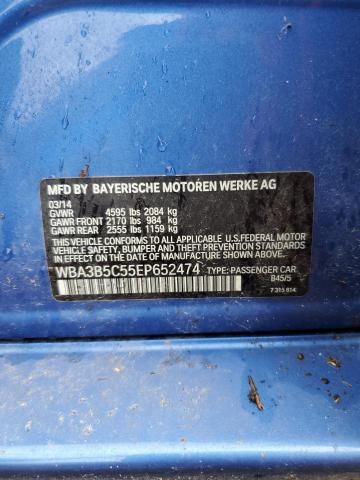 MFD BY BAYERISCHE MOTOREN WERKE AG
03/14
GVWR 4595 lbs 2084 kg
GAWR FRONT 2170 lbs 984 kg
GAWR REAR 2555 lbs 1159 kg
THIS VEHICLE CONFORMS TO ALL APPLICABLE U.S. FEDERAL MOTOR
VEHICLE SAFETY, BUMPER AND THEFT PREVENTION STANDARDS
IN EFFECT ON THE DATE OF MANUFACTURE SHOWN ABOVE.
WBA3B5C55EP652474 TYPE: PASSENGER CAR
B45/5
7 315 614